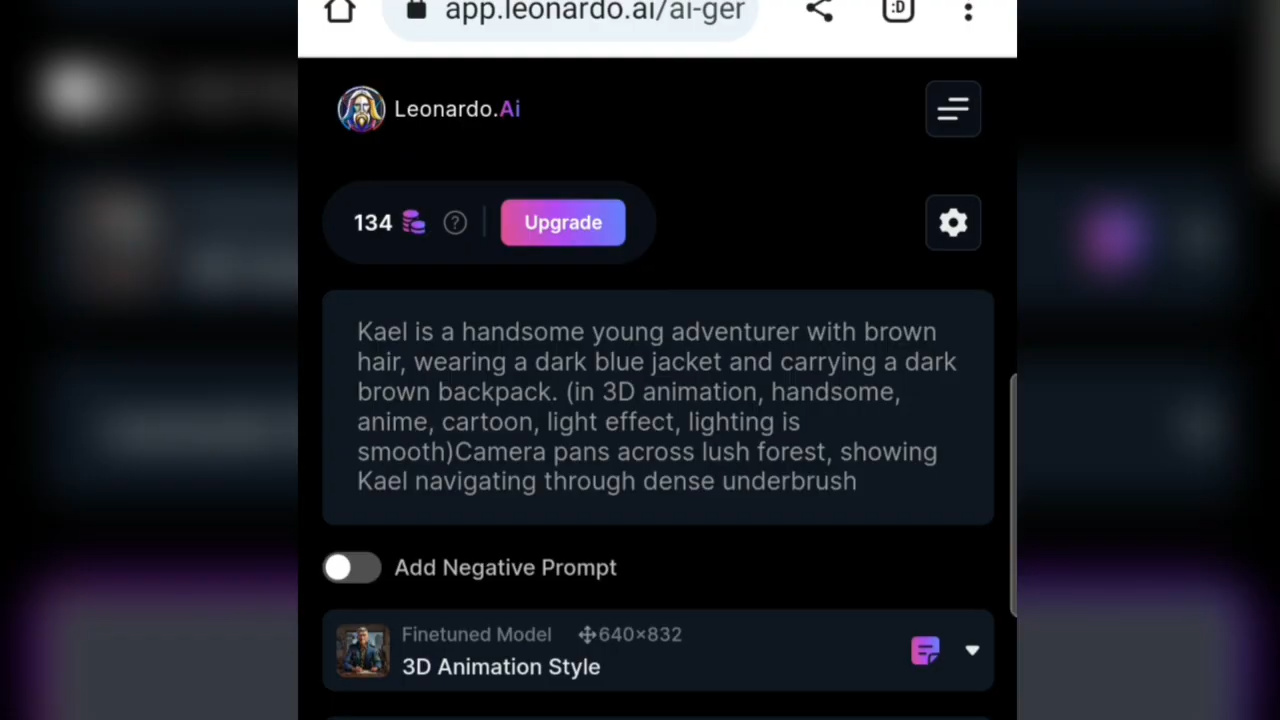 app.leonardo.ai/ai-ger
:D
Leonardo.Ai
134
?
Upgrade
Kael is a handsome young adventurer with brown
hair, wearing a dark blue jacket and carrying a dark
brown backpack. (in 3D animation, handsome,
anime, cartoon, light effect, lighting is
smooth)Camera pans across lush forest, showing
Kael navigating through dense underbrush
Add Negative Prompt
Finetuned Model 640×832
3D Animation Style